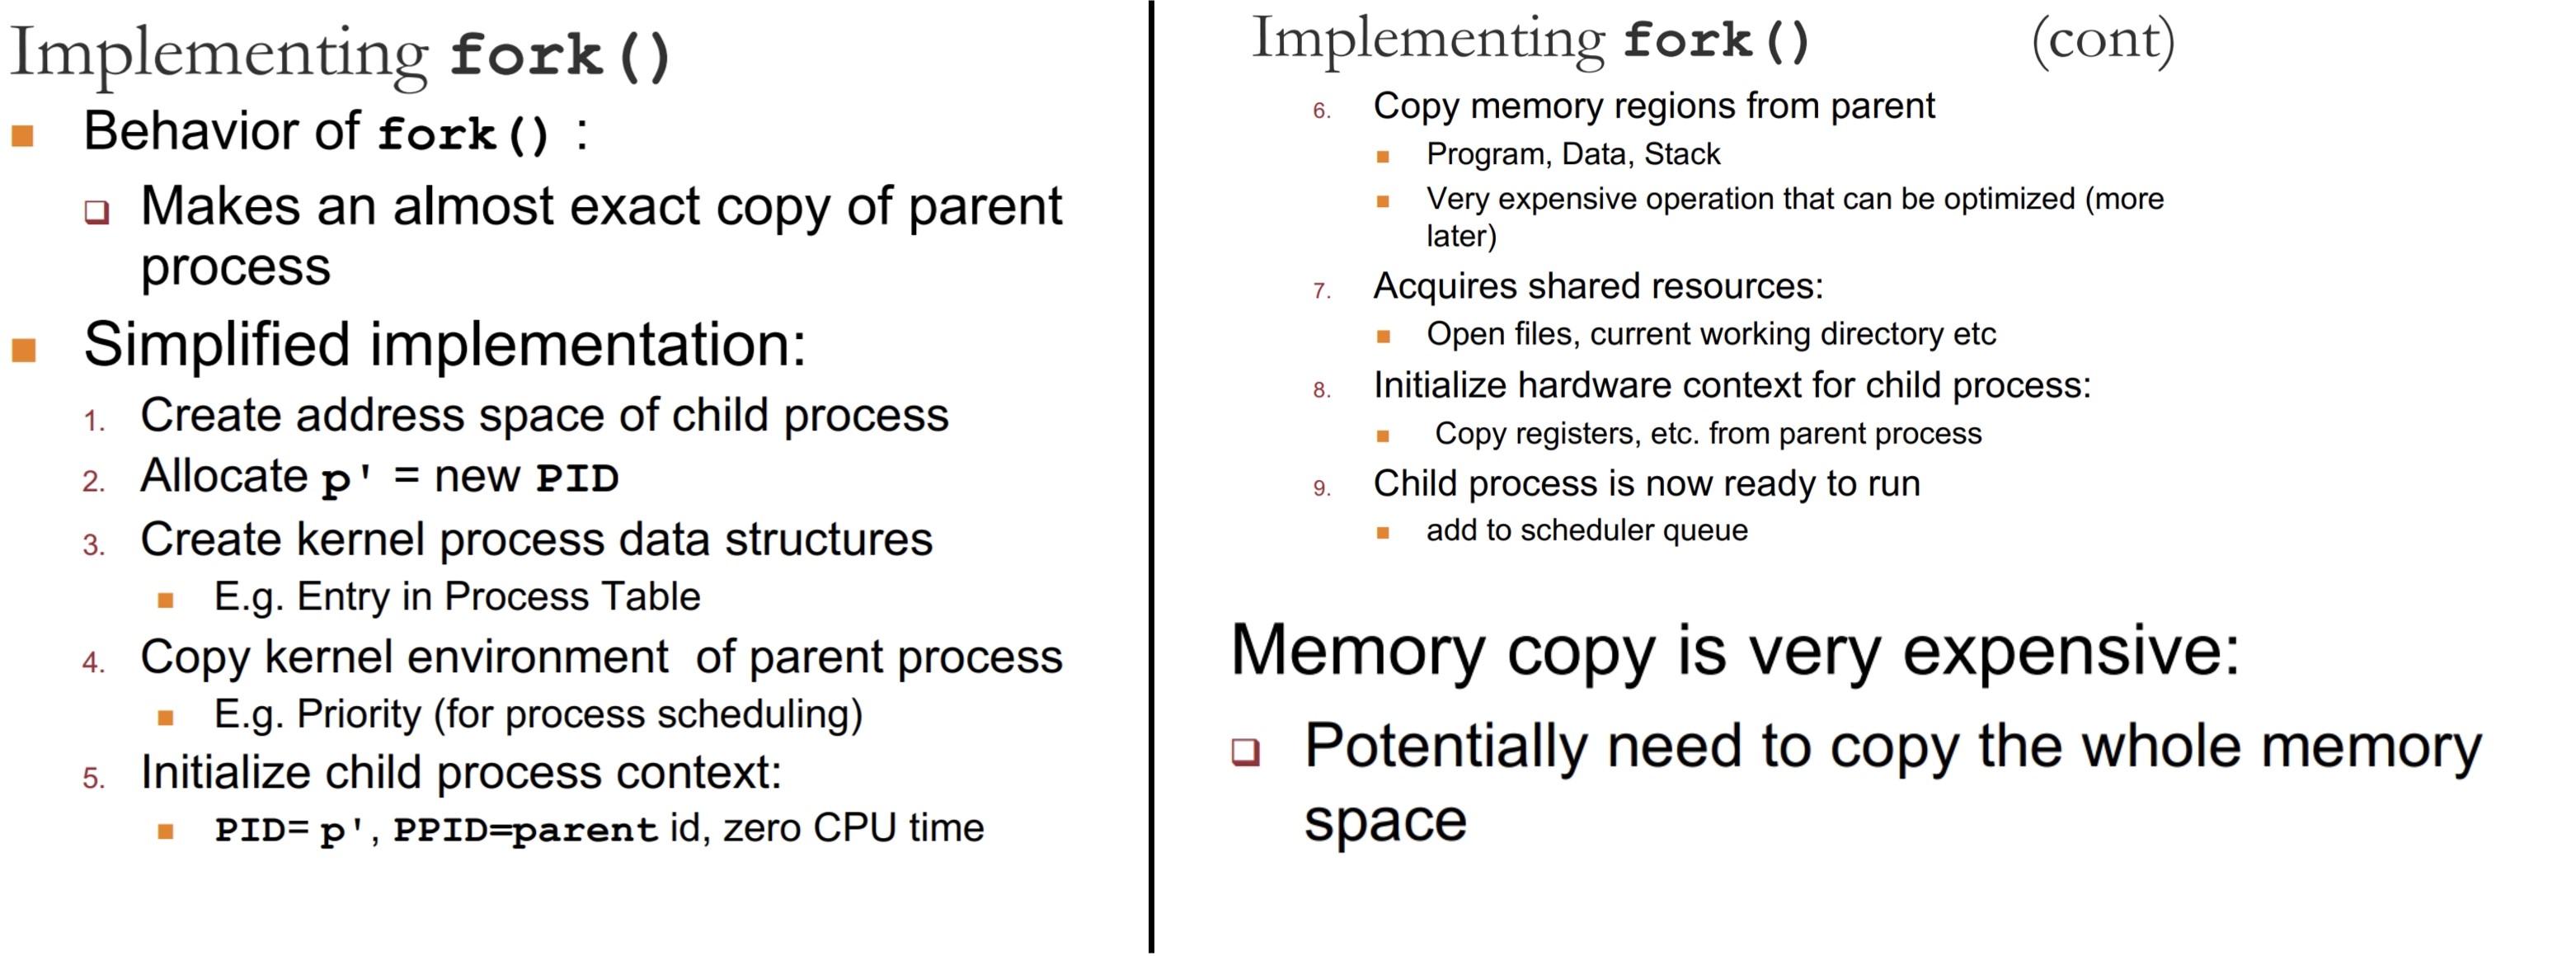 Implementing fork()
Behavior of fork() :
Makes an almost exact copy of parent
process
Simplified implementation:
1. Create address space of child process
2. Allocate p' = new PID
3. Create kernel process data structures
E.g. Entry in Process Table
4. Copy kernel environment of parent process
E.g. Priority (for process scheduling)
5. Initialize child process context:
PID= p', PPID=parent id, zero CPU time
Implementing fork() (cont)
6. Copy memory regions from parent
Program, Data, Stack
Very expensive operation that can be optimized (more
later)
7. Acquires shared resources:
Open files, current working directory etc
8. Initialize hardware context for child process:
Copy registers, etc. from parent process
9. Child process is now ready to run
add to scheduler queue
Memory copy is very expensive:
Potentially need to copy the whole memory
space